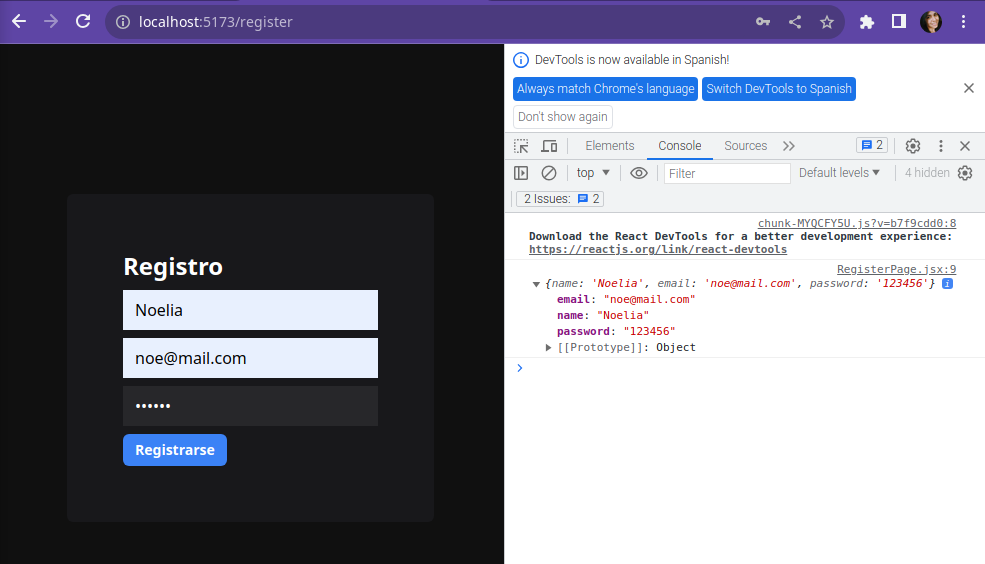 localhost:5173/register
DevTools is now available in Spanish!
Always match Chrome's language Switch DevTools to Spanish
Don't show again
Elements Console Sources 2
top Filter Default levels 4 hidden
2 Issues: 2
chunk-MYQCFY5U.js?v=b7f9cdd0:8
Download the React DevTools for a better development experience:
https://reactjs.org/link/react-devtools
RegisterPage.jsx:9
{name: 'Noelia', email: 'noe@mail.com', password: '123456'}
email: "noe@mail.com"
name: "Noelia"
password: "123456"
[[Prototype]]: Object
Registro
Noelia
noe@mail.com
••••••
Registrarse